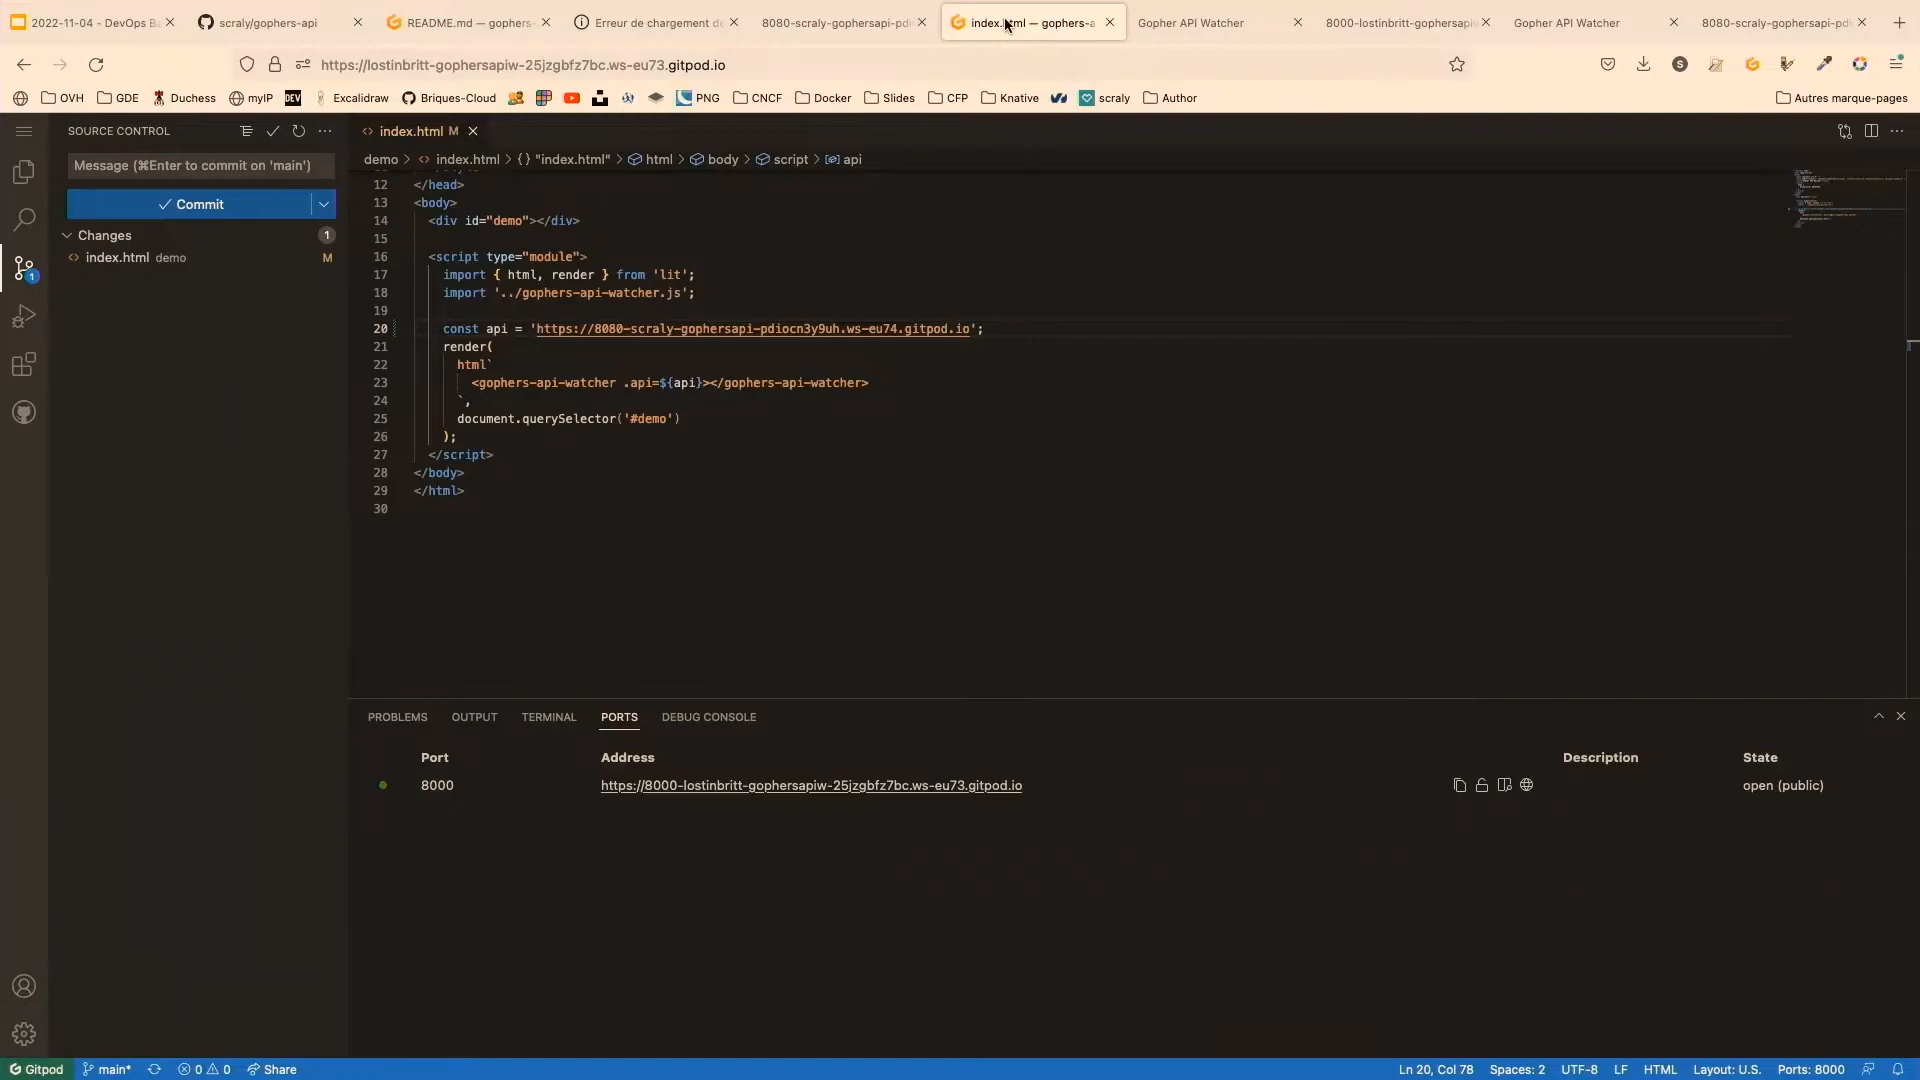 2022-11-04 - DevOps Ba
scraly/gophers-api
README.md — gophers-
Erreur de chargement de
8080-scraly-gophersapi-pdi
index.html — gophers-a
Gopher API Watcher
8000-lostinbritt-gophersapi
Gopher API Watcher
8080-scraly-gophersapi-pdi
https://lostinbritt-gophersapiw-25jzgbfz7bc.ws-eu73.gitpod.io
OVH
GDE
Duchess
myIP
DEV
Excalidraw
Briques-Cloud
PNG
CNCF
Docker
Slides
CFP
Knative
scraly
Author
Autres marque-pages
SOURCE CONTROL
index.html M
Message (⌘Enter to commit on 'main')
Commit
Changes
1
index.html demo
M
1
demo > index.html > {} "index.html" > html > body > script > api
12 </head>
13 <body>
14 <div id="demo"></div>
15
16 <script type="module">
17 import { html, render } from 'lit';
18 import '../gophers-api-watcher.js';
19
20 const api = 'https://8080-scraly-gophersapi-pdiocn3y9uh.ws-eu74.gitpod.io';
21 render(
22 html`
23 <gophers-api-watcher .api=${api}></gophers-api-watcher>
24 `,
25 document.querySelector('#demo')
26 );
27 </script>
28 </body>
29 </html>
30
PROBLEMS
OUTPUT
TERMINAL
PORTS
DEBUG CONSOLE
Port
Address
Description
State
8000
https://8000-lostinbritt-gophersapiw-25jzgbfz7bc.ws-eu73.gitpod.io
open (public)
Gitpod
main*
0
0
Share
Ln 20, Col 78
Spaces: 2
UTF-8
LF
HTML
Layout: U.S.
Ports: 8000